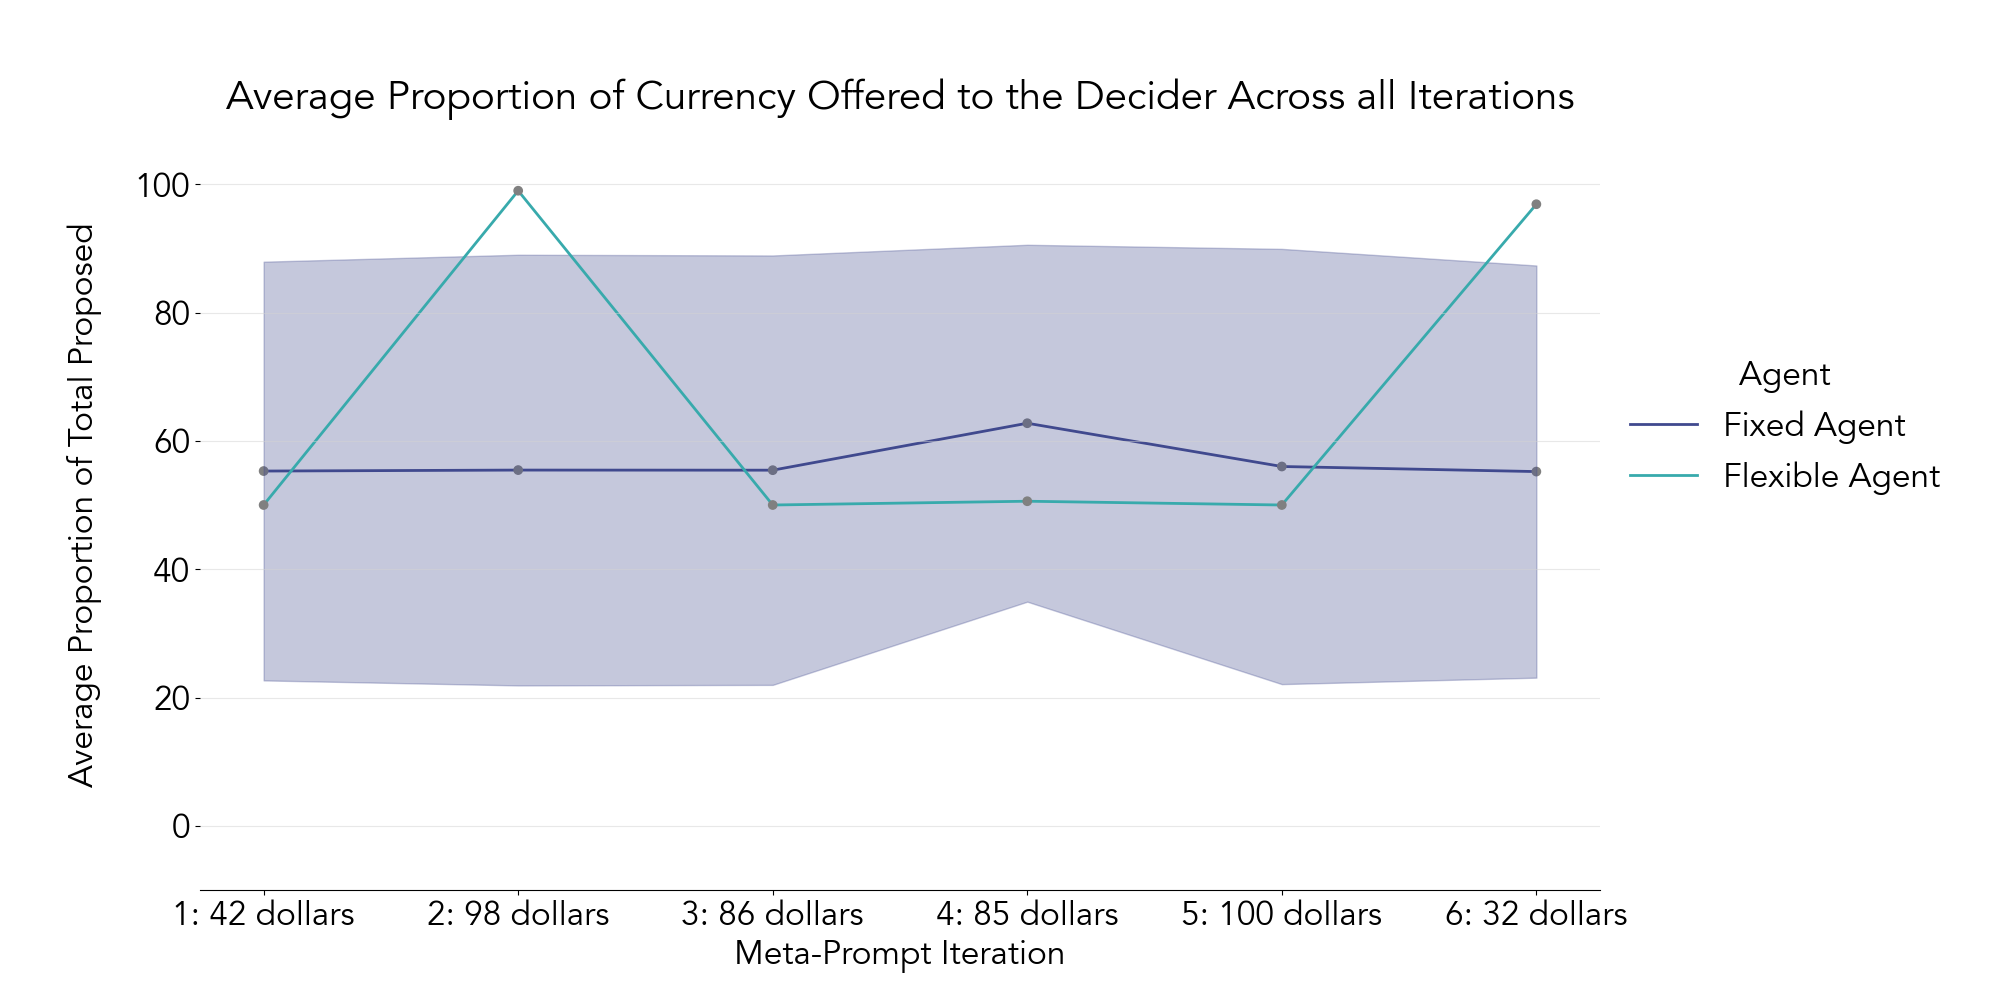 Average Proportion of Currency Offered to the Decider Across all Iterations
Average Proportion of Total Proposed
100
80
60
40
20
0
1: 42 dollars
2: 98 dollars
3: 86 dollars
4: 85 dollars
5: 100 dollars
6: 32 dollars
Meta-Prompt Iteration
Agent
Fixed Agent
Flexible Agent